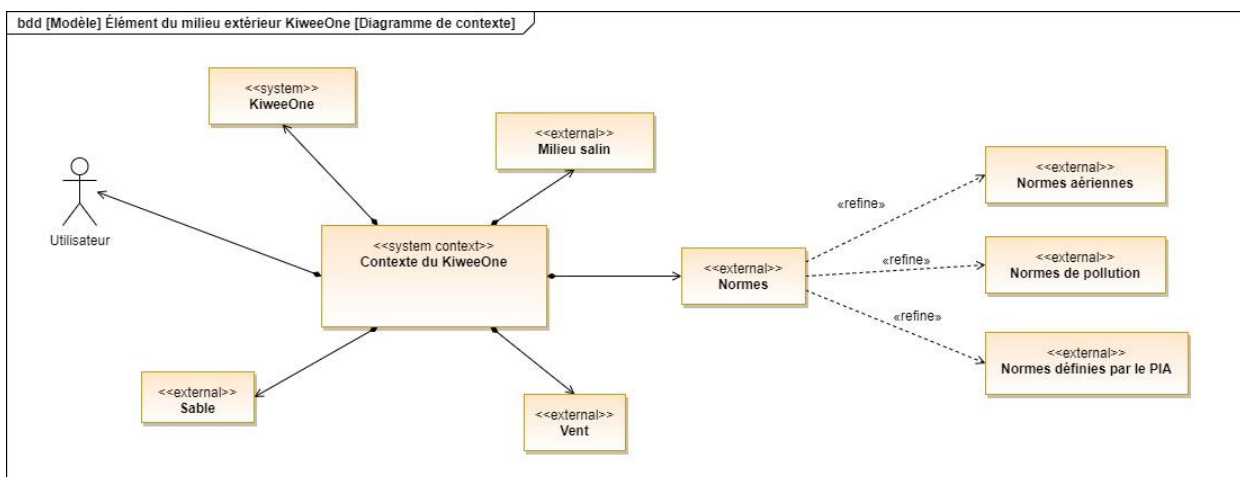 bdd [Modèle] Élément du milieu extérieur KiweeOne [Diagramme de contexte]
<<system>>
KiweeOne
<<external>>
Milieu salin
<<external>>
Normes aériennes
Utilisateur
<<system context>>
Contexte du KiweeOne
«refine»
<<external>>
Normes
«refine»
<<external>>
Normes de pollution
«refine»
<<external>>
Normes définies par le PIA
<<external>>
Sable
<<external>>
Vent